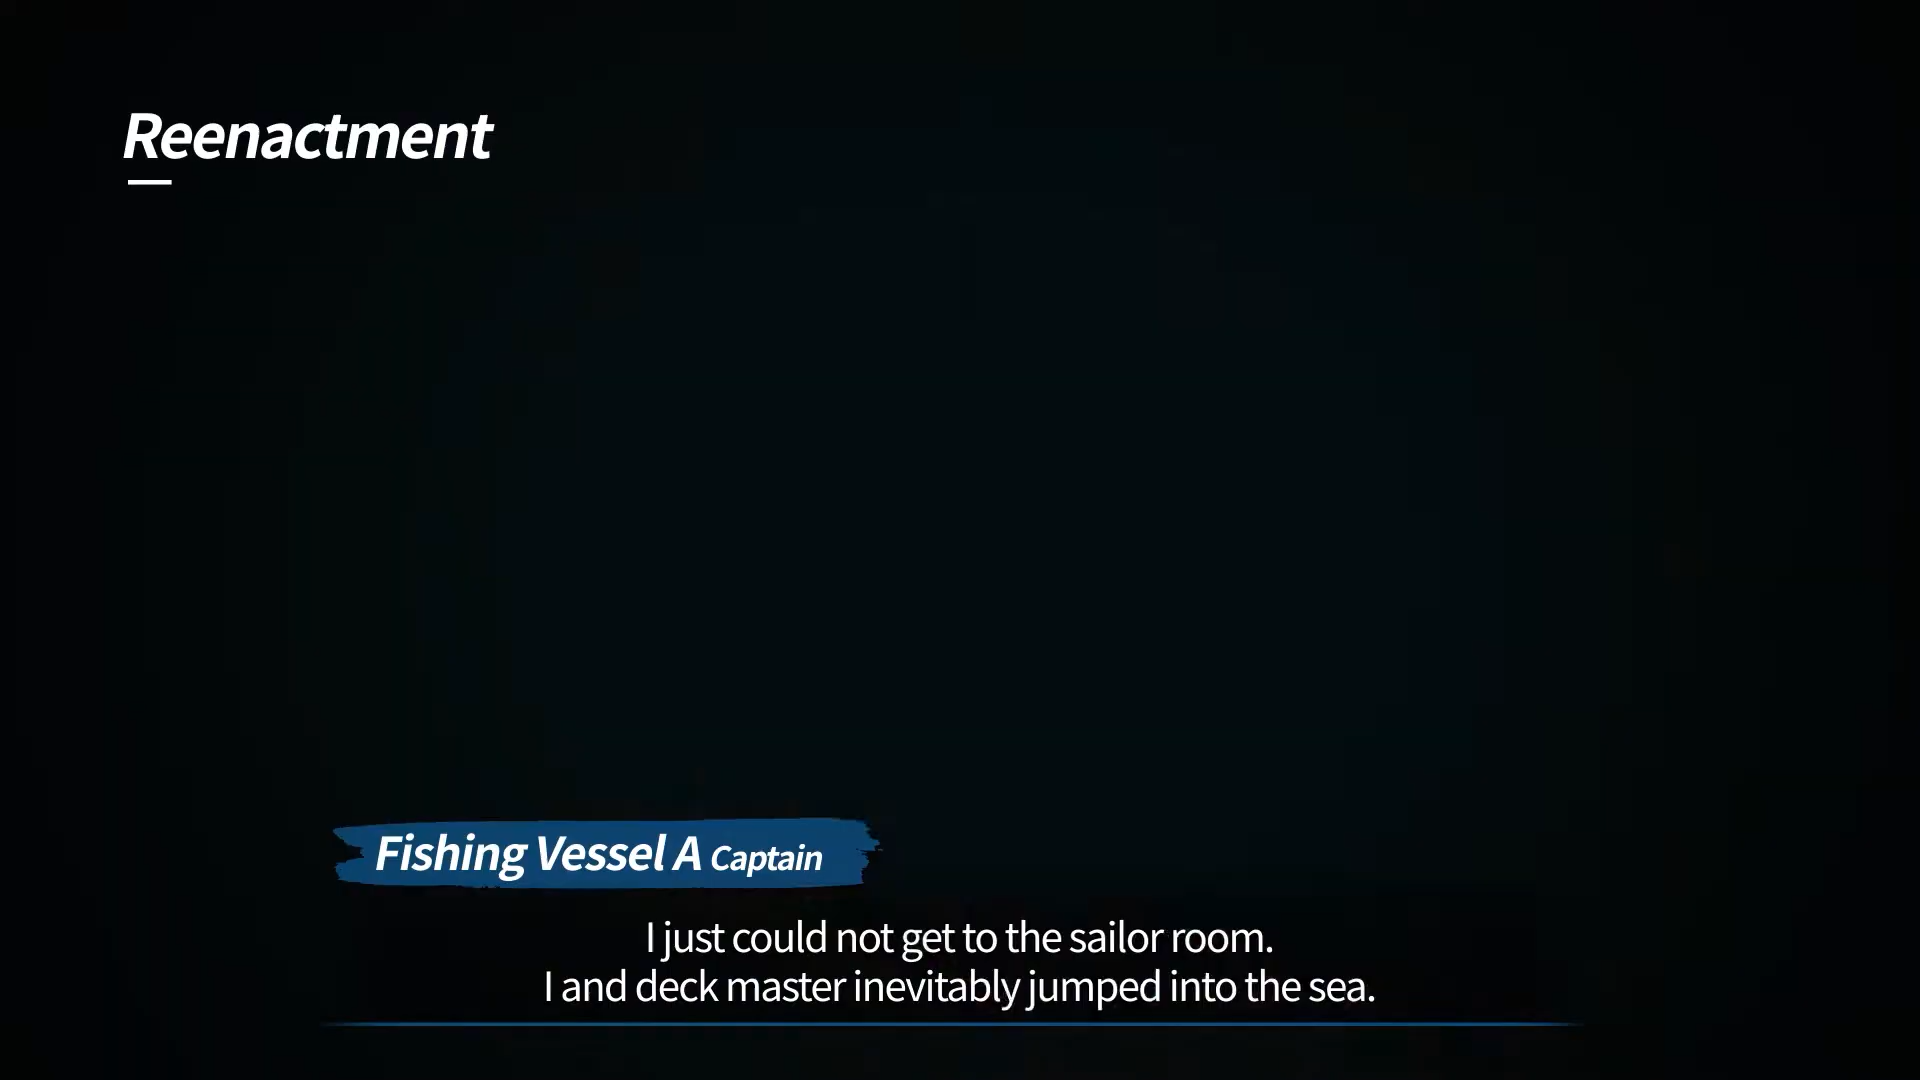 Reenactment
Fishing Vessel A Captain
I just could not get to the sailor room.
I and deck master inevitably jumped into the sea.